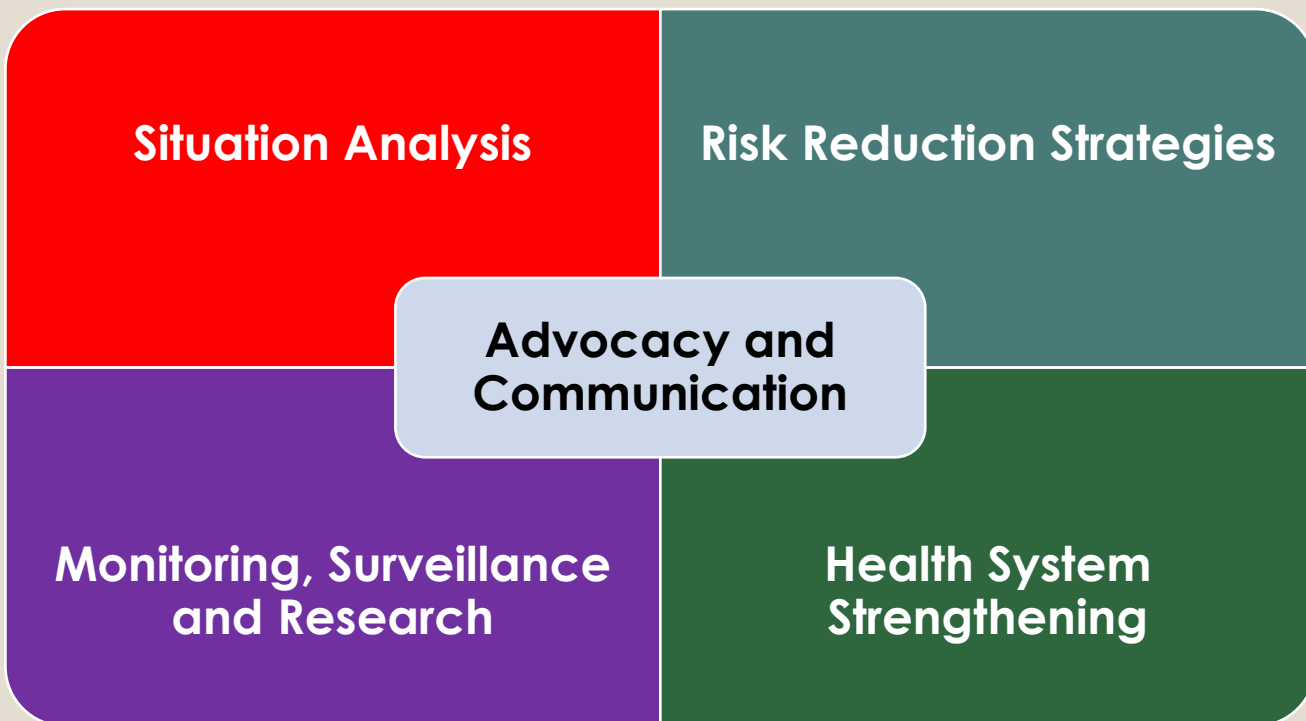 Situation Analysis
Risk Reduction Strategies
Advocacy and
Communication
Monitoring, Surveillance
and Research
Health System
Strengthening